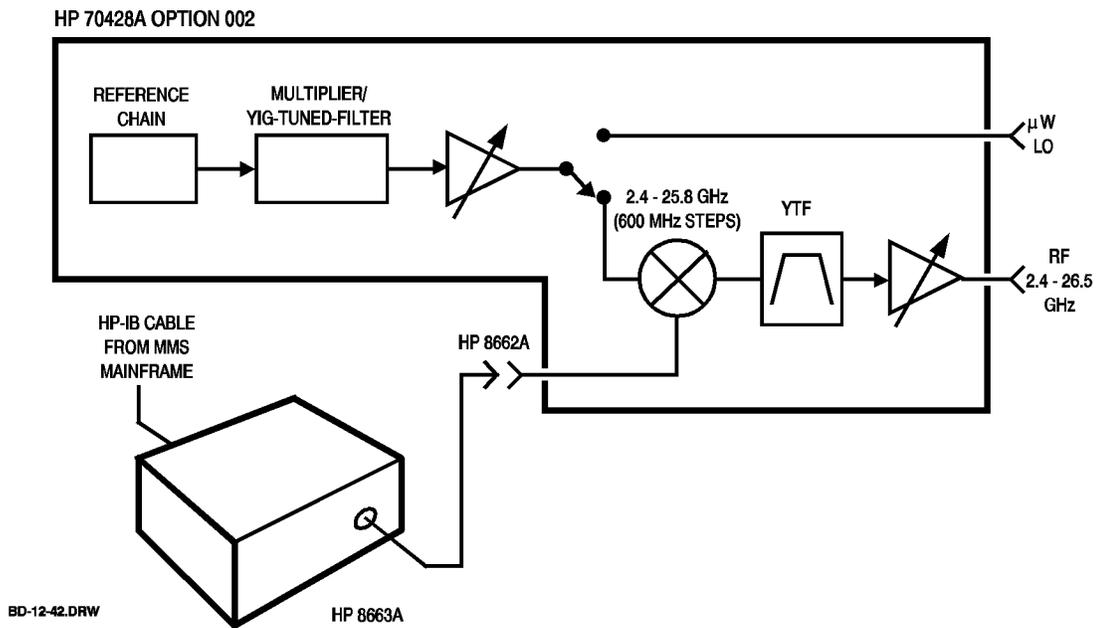 HP 70428A OPTION 002
REFERENCE
CHAIN
MULTIPLIER/
YIG-TUNED-FILTER
µW
LO
2.4 - 25.8 GHz
(600 MHz STEPS)
YTF
RF
2.4 - 26.5
GHz
HP-IB CABLE
FROM MMS
MAINFRAME
HP 8662A
HP 8663A
BD-12-42.DRW